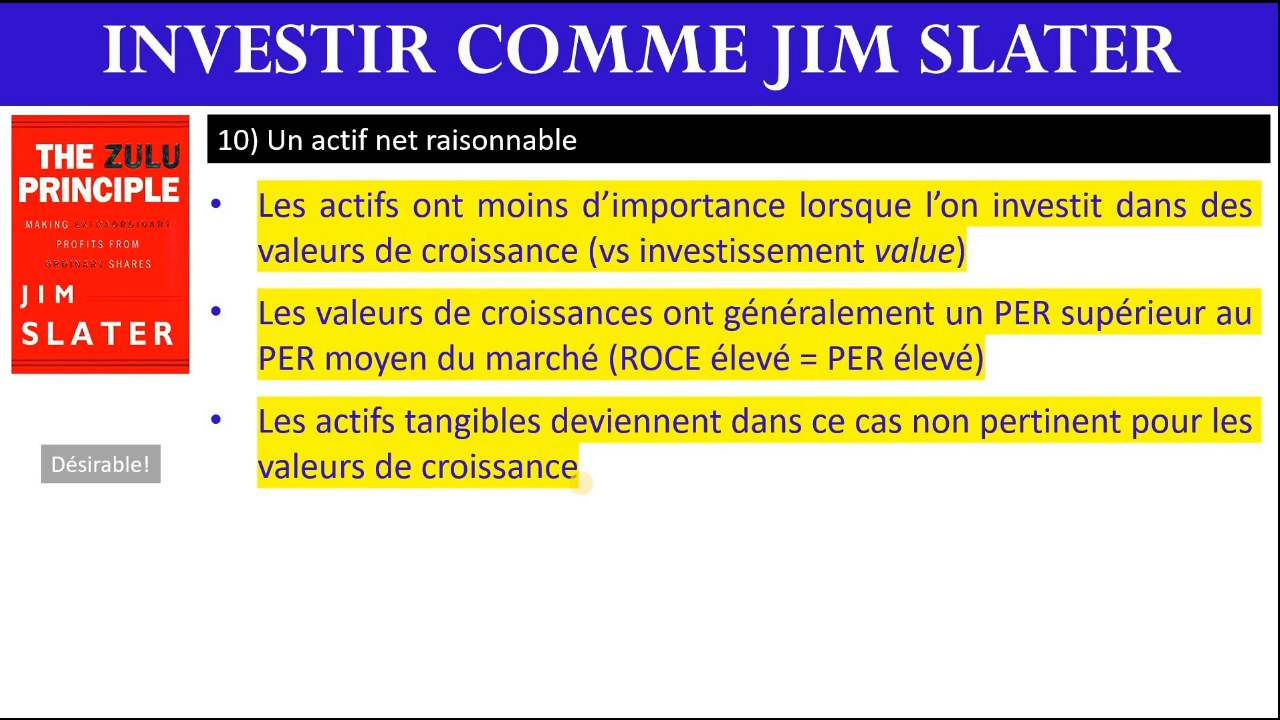 INVESTIR COMME JIM SLATER
THE ZULU
PRINCIPLE
MAKING EXTRAORDINARY
PROFITS FROM
ORDINARY SHARES
JIM
SLATER
10) Un actif net raisonnable
• Les actifs ont moins d’importance lorsque l’on investit dans des
valeurs de croissance (vs investissement value)
• Les valeurs de croissances ont généralement un PER supérieur au
PER moyen du marché (ROCE élevé = PER élevé)
• Les actifs tangibles deviennent dans ce cas non pertinent pour les
valeurs de croissance
Désirable!